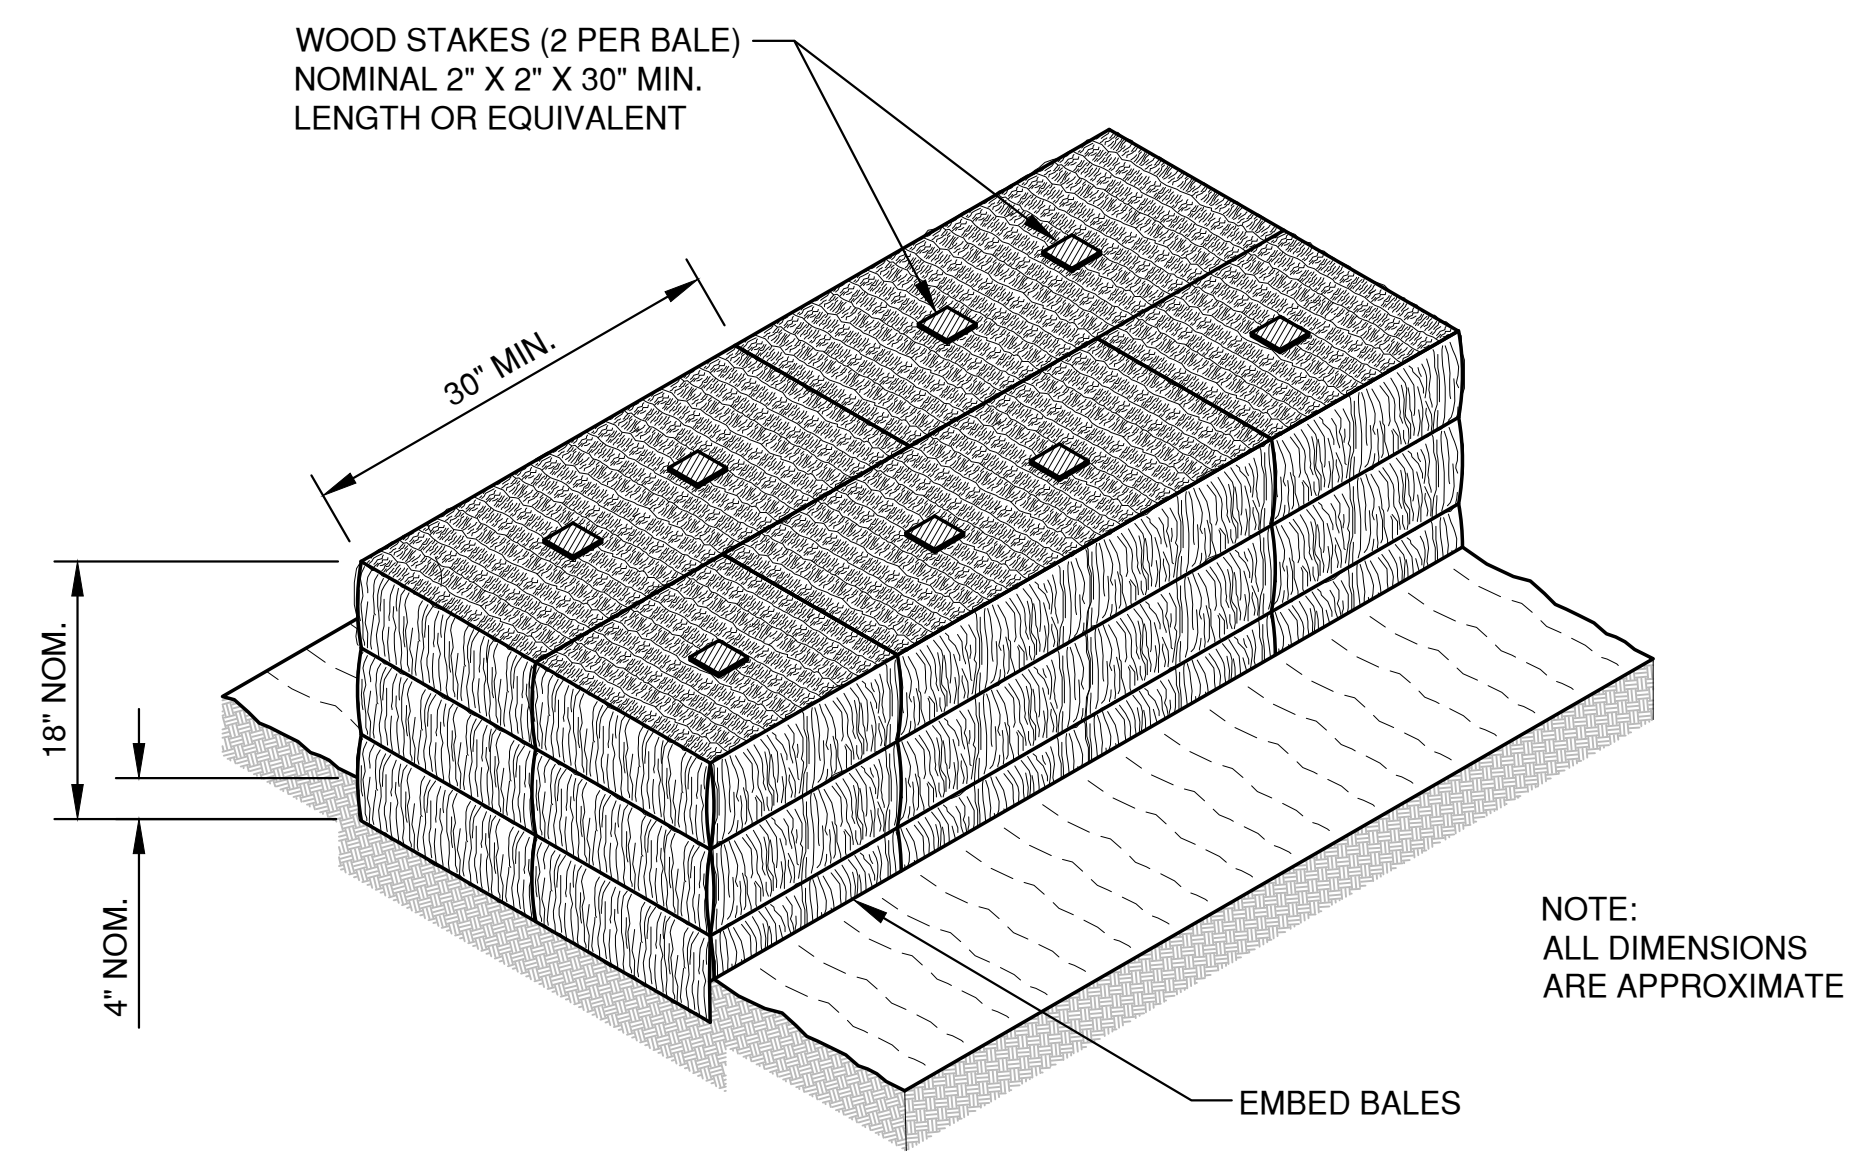 WOOD STAKES (2 PER BALE)
NOMINAL 2" X 2" X 30" MIN.
LENGTH OR EQUIVALENT
30" MIN.
18" NOM.
4" NOM.
NOTE:
ALL DIMENSIONS
ARE APPROXIMATE
EMBED BALES